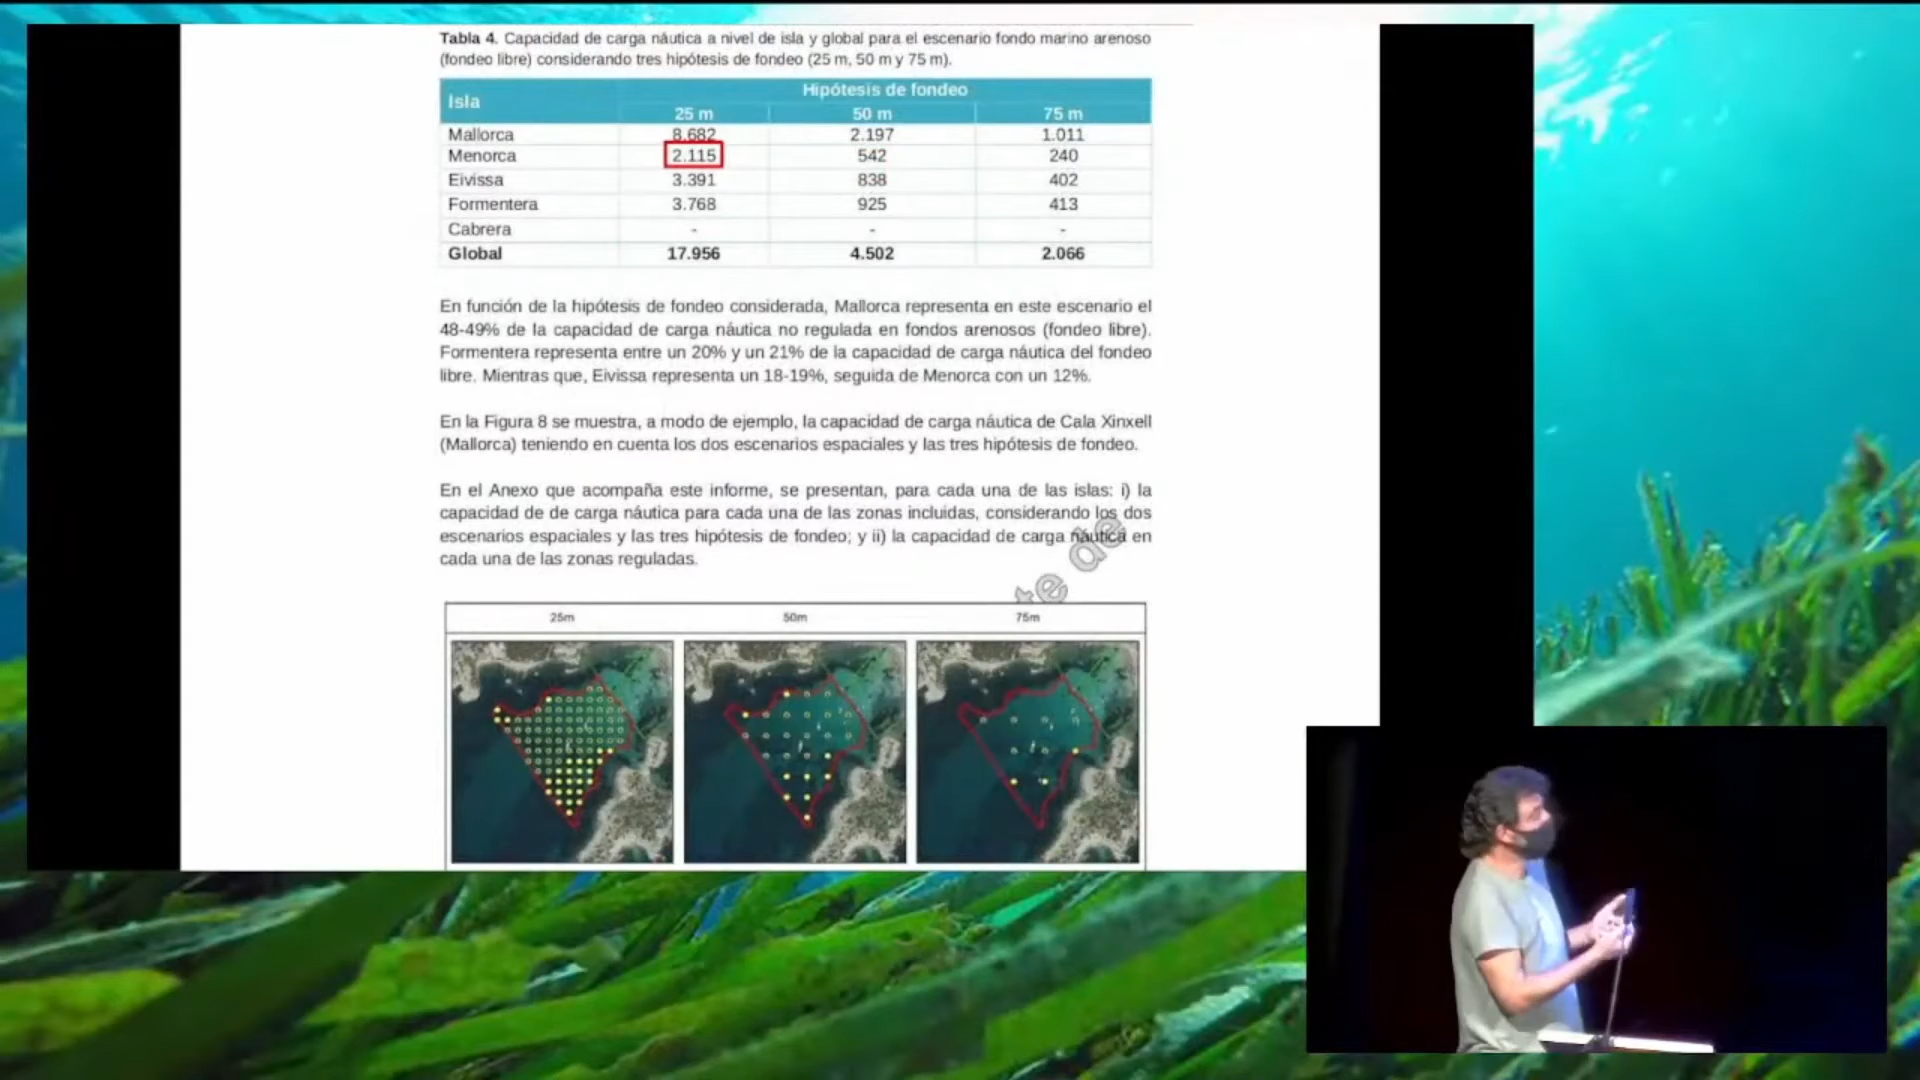 Tabla 4. Capacidad de carga náutica a nivel de isla y global para el escenario fondo marino arenoso
(fondeo libre) considerando tres hipótesis de fondeo (25 m, 50 m y 75 m).
Isla Hipótesis de fondeo
25 m 50 m 75 m
Mallorca 8.682 2.197 1.011
Menorca 2.115 542 240
Eivissa 3.391 838 402
Formentera 3.768 925 413
Cabrera - - -
Global 17.956 4.502 2.066
En función de la hipótesis de fondeo considerada, Mallorca representa en este escenario el
48-49% de la capacidad de carga náutica no regulada en fondos arenosos (fondeo libre).
Formentera representa entre un 20% y un 21% de la capacidad de carga náutica del fondeo
libre. Mientras que, Eivissa representa un 18-19%, seguida de Menorca con un 12%.
En la Figura 8 se muestra, a modo de ejemplo, la capacidad de carga náutica de Cala Xinxell
(Mallorca) teniendo en cuenta los dos escenarios espaciales y las tres hipótesis de fondeo.
En el Anexo que acompaña este informe, se presentan, para cada una de las islas: i) la
capacidad de de carga náutica para cada una de las zonas incluidas, considerando los dos
escenarios espaciales y las tres hipótesis de fondeo; y ii) la capacidad de carga náutica en
cada una de las zonas reguladas.
te de
25m 50m 75m